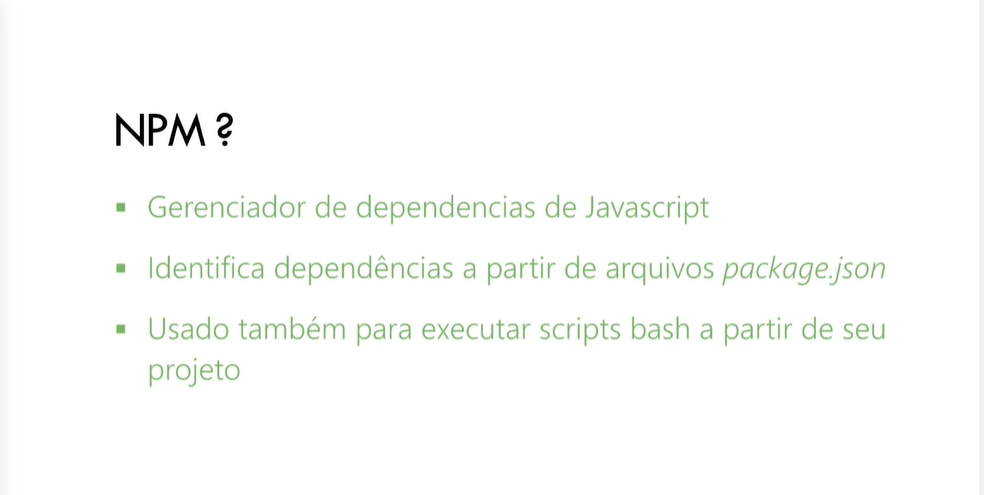 NPM ?
▪ Gerenciador de dependencias de Javascript
▪ Identifica dependências a partir de arquivos package.json
▪ Usado também para executar scripts bash a partir de seu
projeto